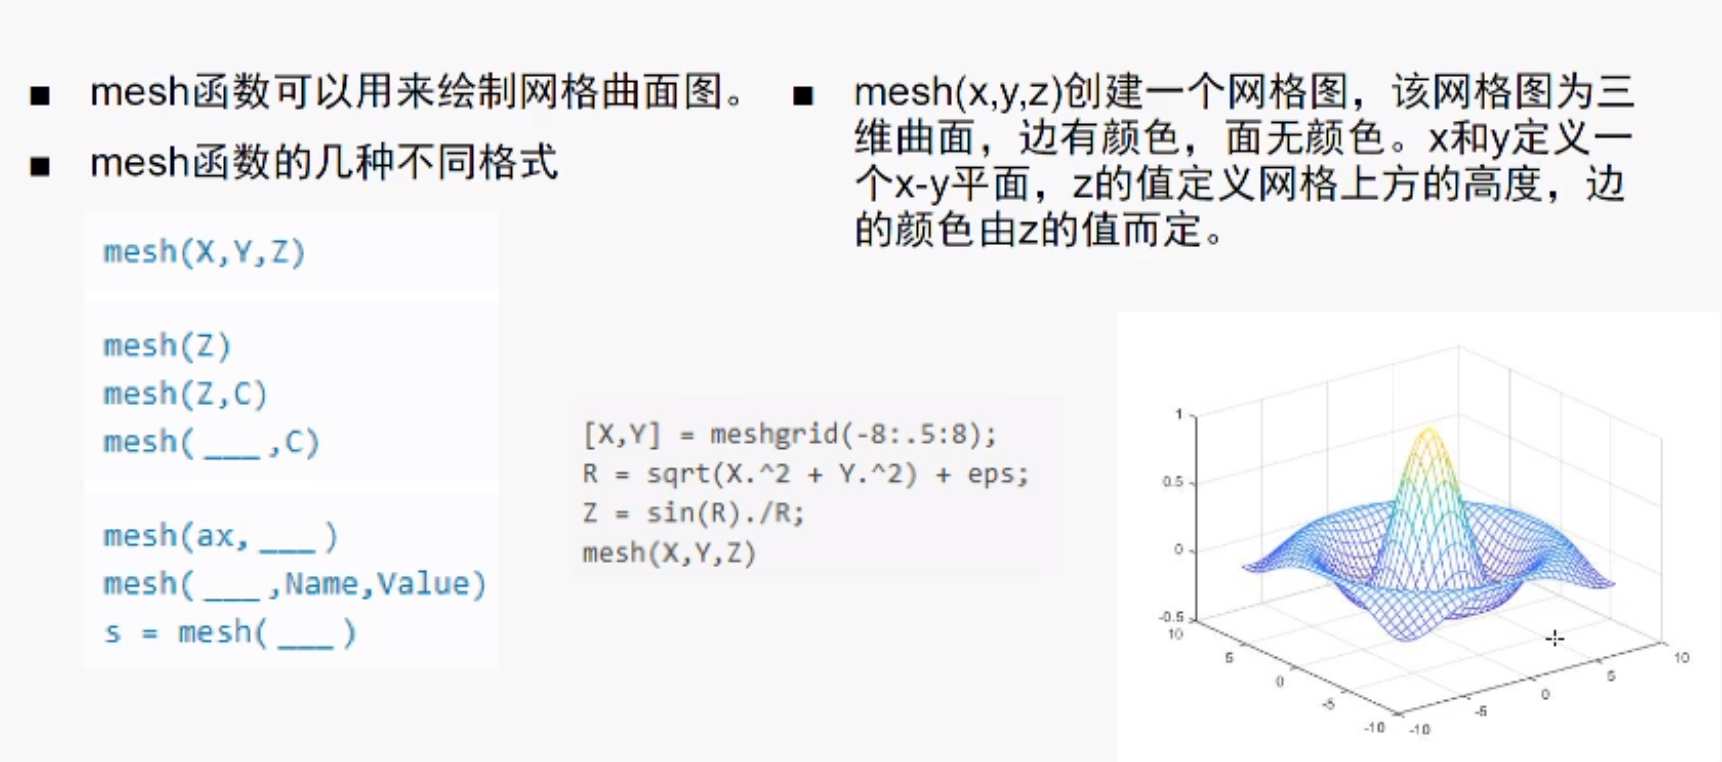 mesh函数可以用来绘制网格曲面图。
mesh函数的几种不同格式
mesh(X,Y,Z)
mesh(Z)
mesh(Z,C)
mesh( ___ ,C)
mesh(ax, ___ )
mesh( ___ ,Name,Value)
s = mesh( ___ )
[X,Y] = meshgrid(-8:.5:8);
R = sqrt(X.^2 + Y.^2) + eps;
Z = sin(R)./R;
mesh(X,Y,Z)
mesh(x,y,z)创建一个网格图，该网格图为三
维曲面，边有颜色，面无颜色。x和y定义一
个x-y平面，z的值定义网格上方的高度，边
的颜色由z的值而定。
1
0.5
0
-0.5
10
5
0
-5
-10
-10
-5
0
5
10